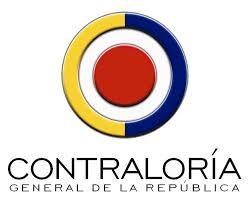 CONTRALORÍA
GENERAL DE LA REPÚBLICA